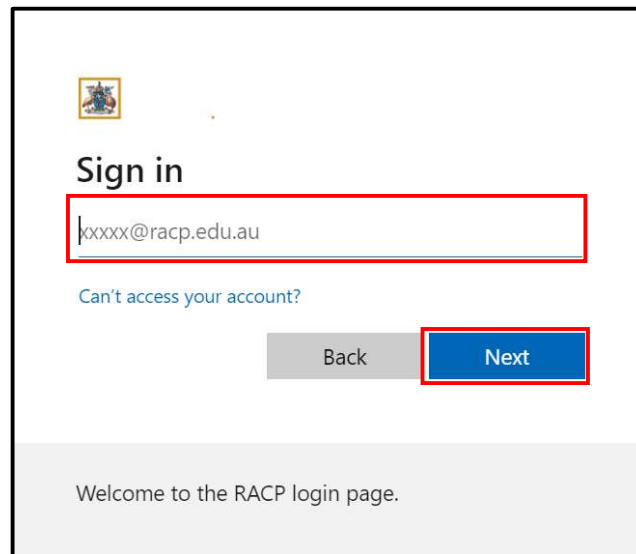 Sign in
xxxxx@racp.edu.au
Can't access your account?
Back
Next
Welcome to the RACP login page.